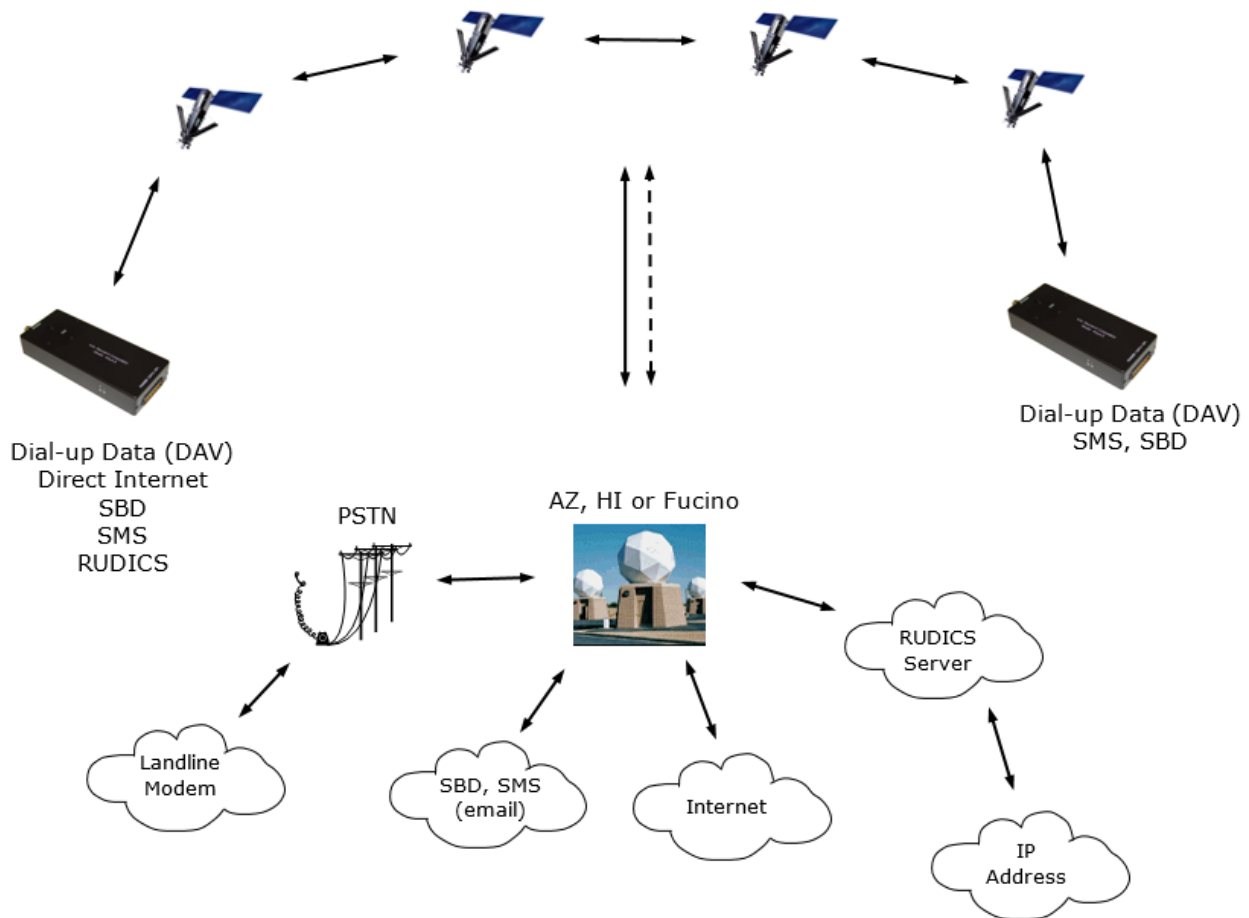 Dial-up Data (DAV)
Direct Internet
SBD
SMS
RUDICS
Dial-up Data (DAV)
SMS, SBD
PSTN
AZ, HI or Fucino
RUDICS
Server
Landline
Modem
SBD, SMS
(email)
Internet
IP
Address